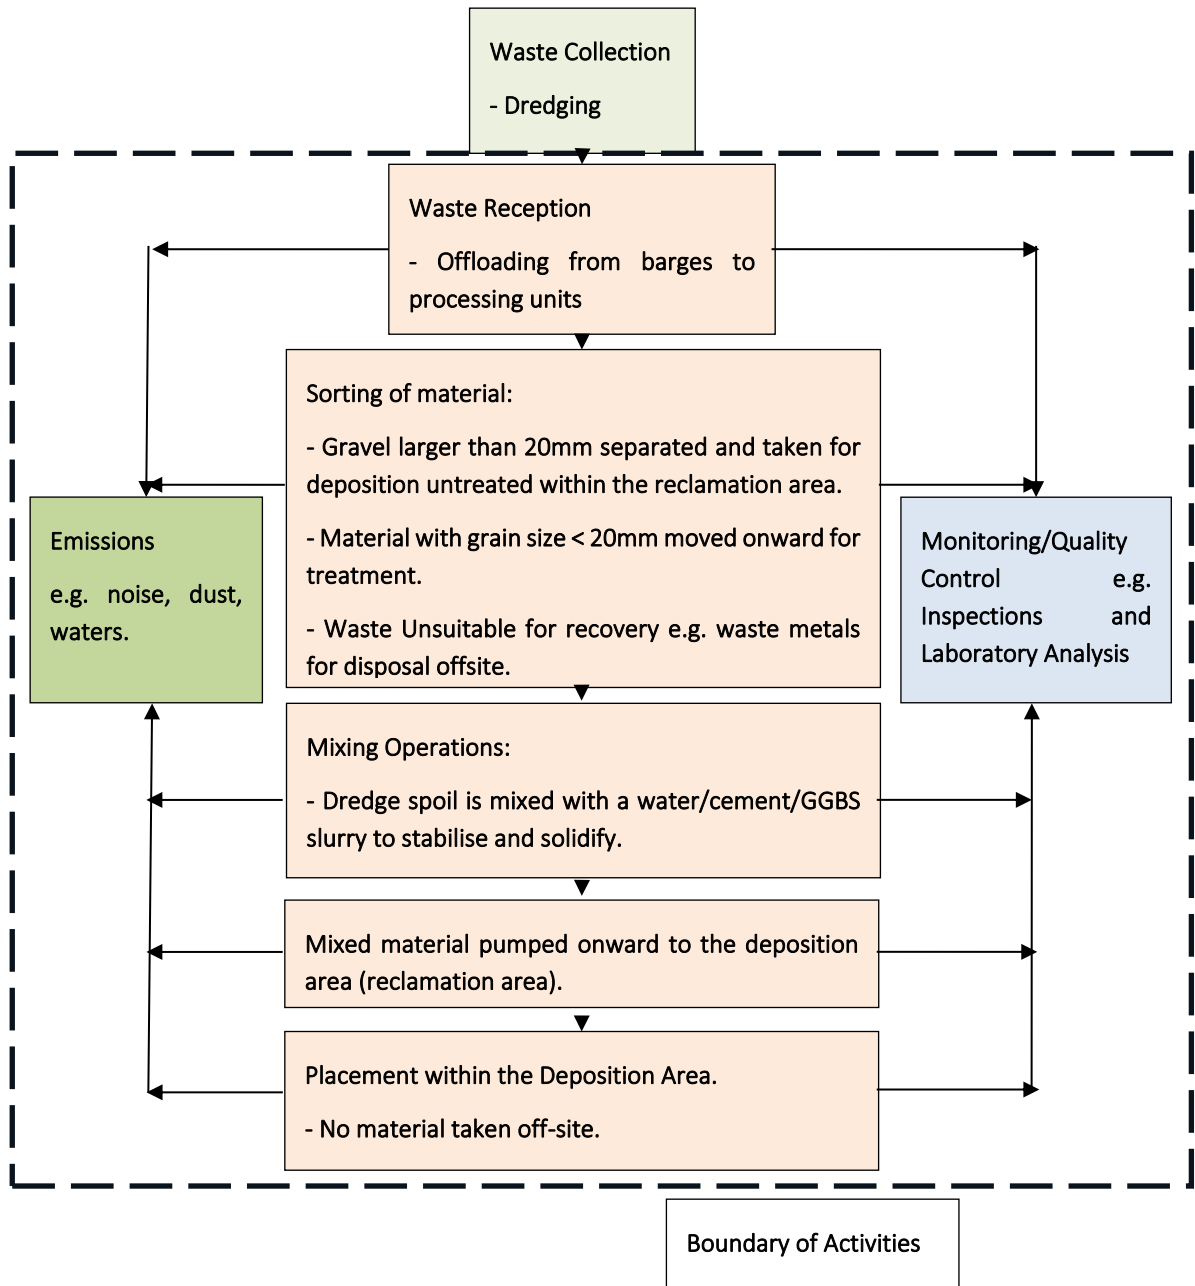 Waste Collection
- Dredging
Waste Reception
- Offloading from barges to
processing units
Sorting of material:
- Gravel larger than 20mm separated and taken for
deposition untreated within the reclamation area.
- Material with grain size < 20mm moved onward for
treatment.
- Waste Unsuitable for recovery e.g. waste metals
for disposal offsite.
Emissions
e.g. noise, dust,
waters.
Monitoring/Quality
Control e.g.
Inspections and
Laboratory Analysis
Mixing Operations:
- Dredge spoil is mixed with a water/cement/GGBS
slurry to stabilise and solidify.
Mixed material pumped onward to the deposition
area (reclamation area).
Placement within the Deposition Area.
- No material taken off-site.
Boundary of Activities